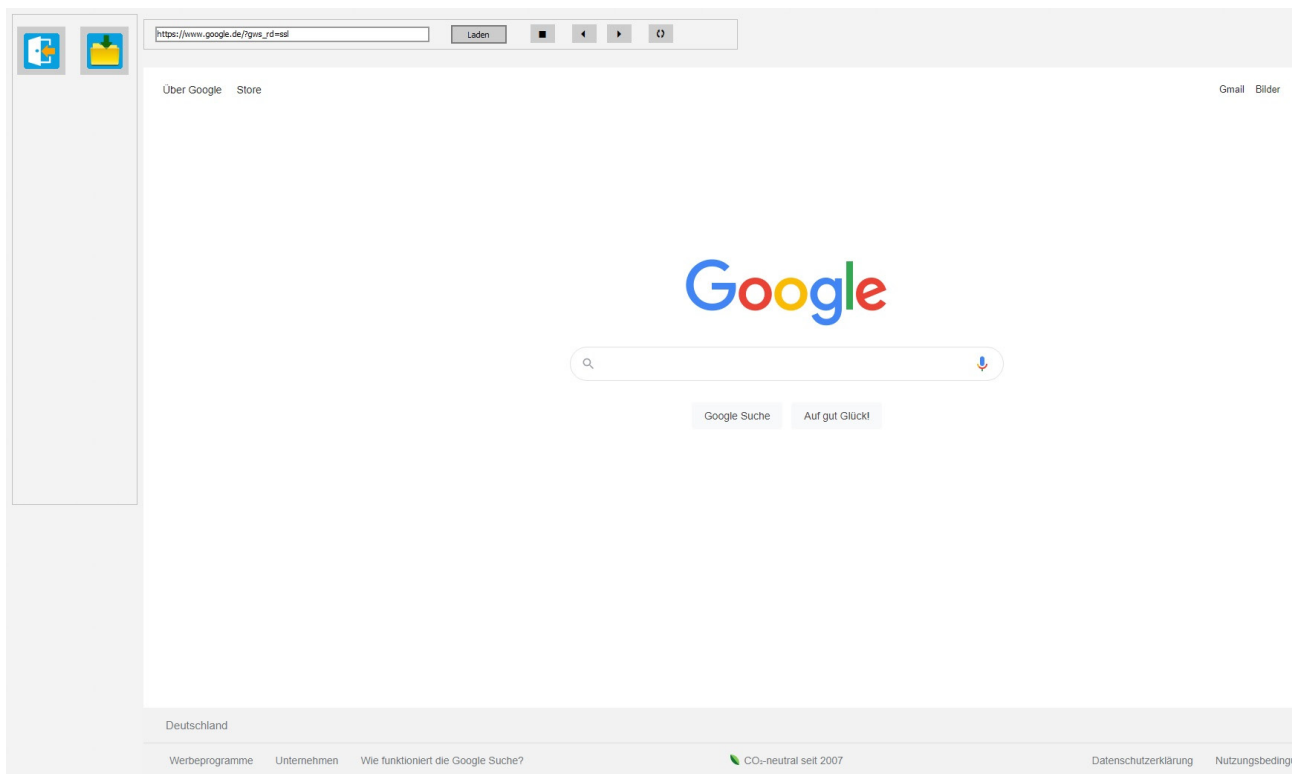 https://www.google.de/?gws_rd=ssl Laden
Über Google Store Gmail Bilder
Google
Google Suche Auf gut Glück!
Deutschland
Werbeprogramme Unternehmen Wie funktioniert die Google Suche? CO₂-neutral seit 2007 Datenschutzerklärung Nutzungsbeding